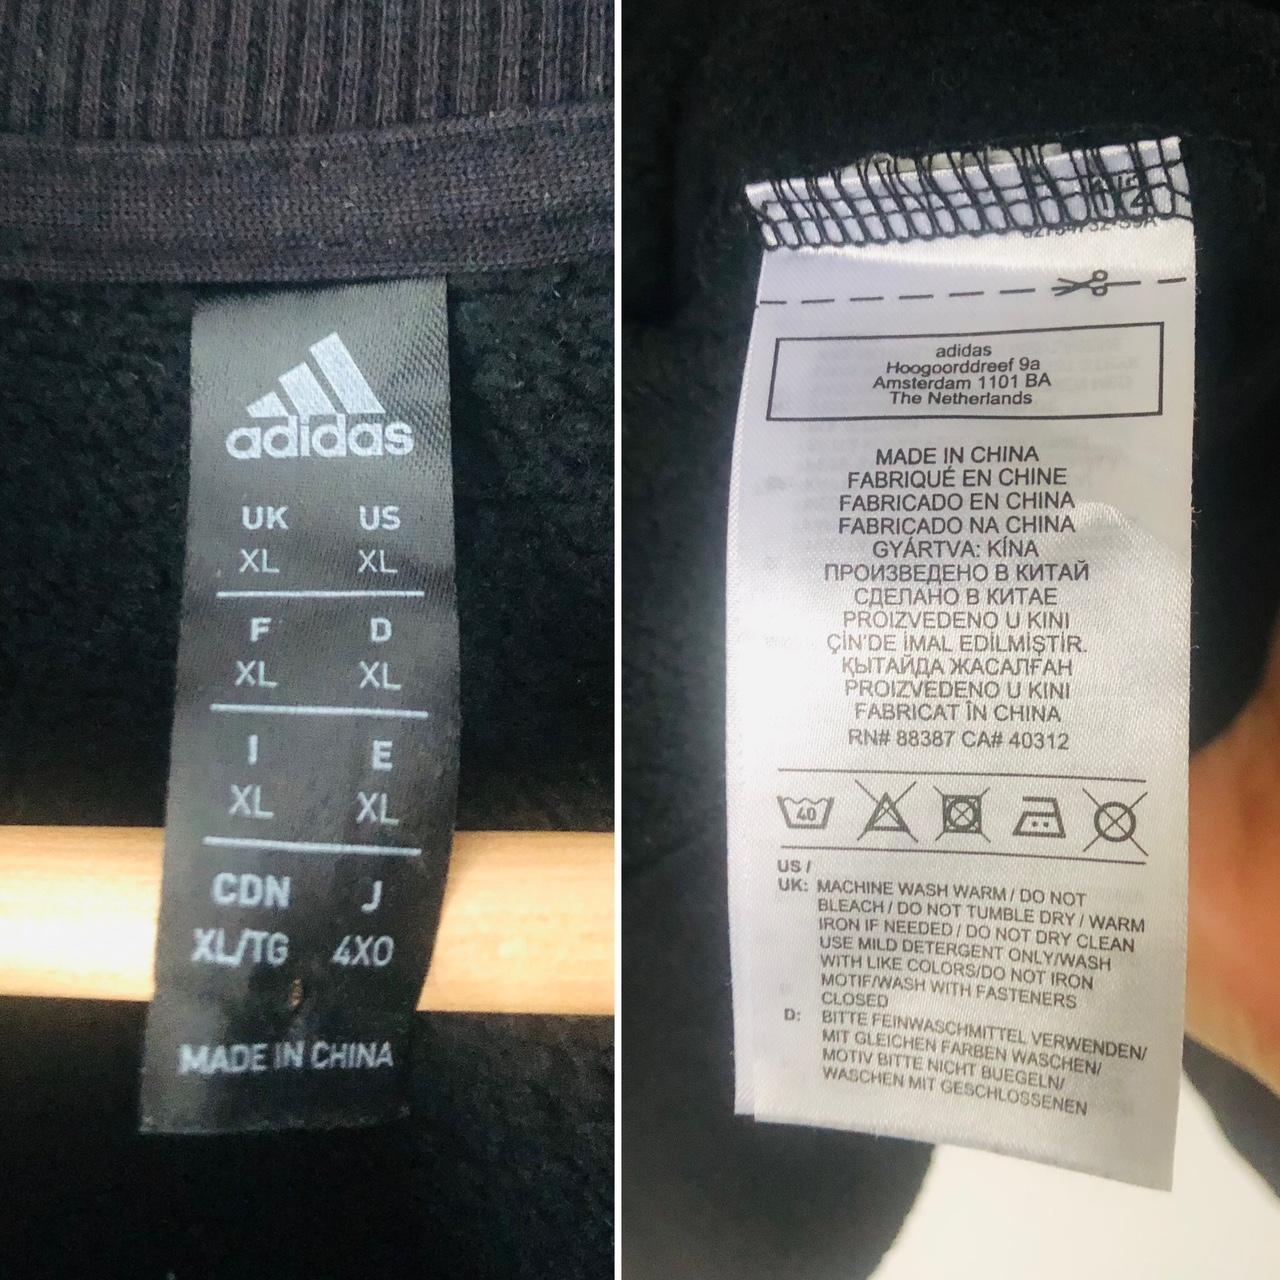 adidas
UK US
XL XL
F D
XL XL
I E
XL XL
CDN J
XL/TG 4XO
MADE IN CHINA
adidas
Hoogoorddreef 9a
Amsterdam 1101 BA
The Netherlands
MADE IN CHINA
FABRIQUÉ EN CHINE
FABRICADO EN CHINA
FABRICADO NA CHINA
GYÁRTVA: KÍNA
ПРОИЗВЕДЕНО В КИТАЙ
СДЕЛАНО В КИТАЕ
PROIZVEDENO U KINI
ÇİN'DE İMAL EDİLMİŞTİR.
ҚЫТАЙДА ЖАСАЛҒАН
PROIZVEDENO U KINI
FABRICAT ÎN CHINA
RN# 88387 CA# 40312
40
US /
UK: MACHINE WASH WARM / DO NOT
BLEACH / DO NOT TUMBLE DRY / WARM
IRON IF NEEDED / DO NOT DRY CLEAN
USE MILD DETERGENT ONLY/WASH
WITH LIKE COLORS/DO NOT IRON
MOTIF/WASH WITH FASTENERS
CLOSED
D: BITTE FEINWASCHMITTEL VERWENDEN/
MIT GLEICHEN FARBEN WASCHEN/
MOTIV BITTE NICHT BUEGELN/
WASCHEN MIT GESCHLOSSENEN